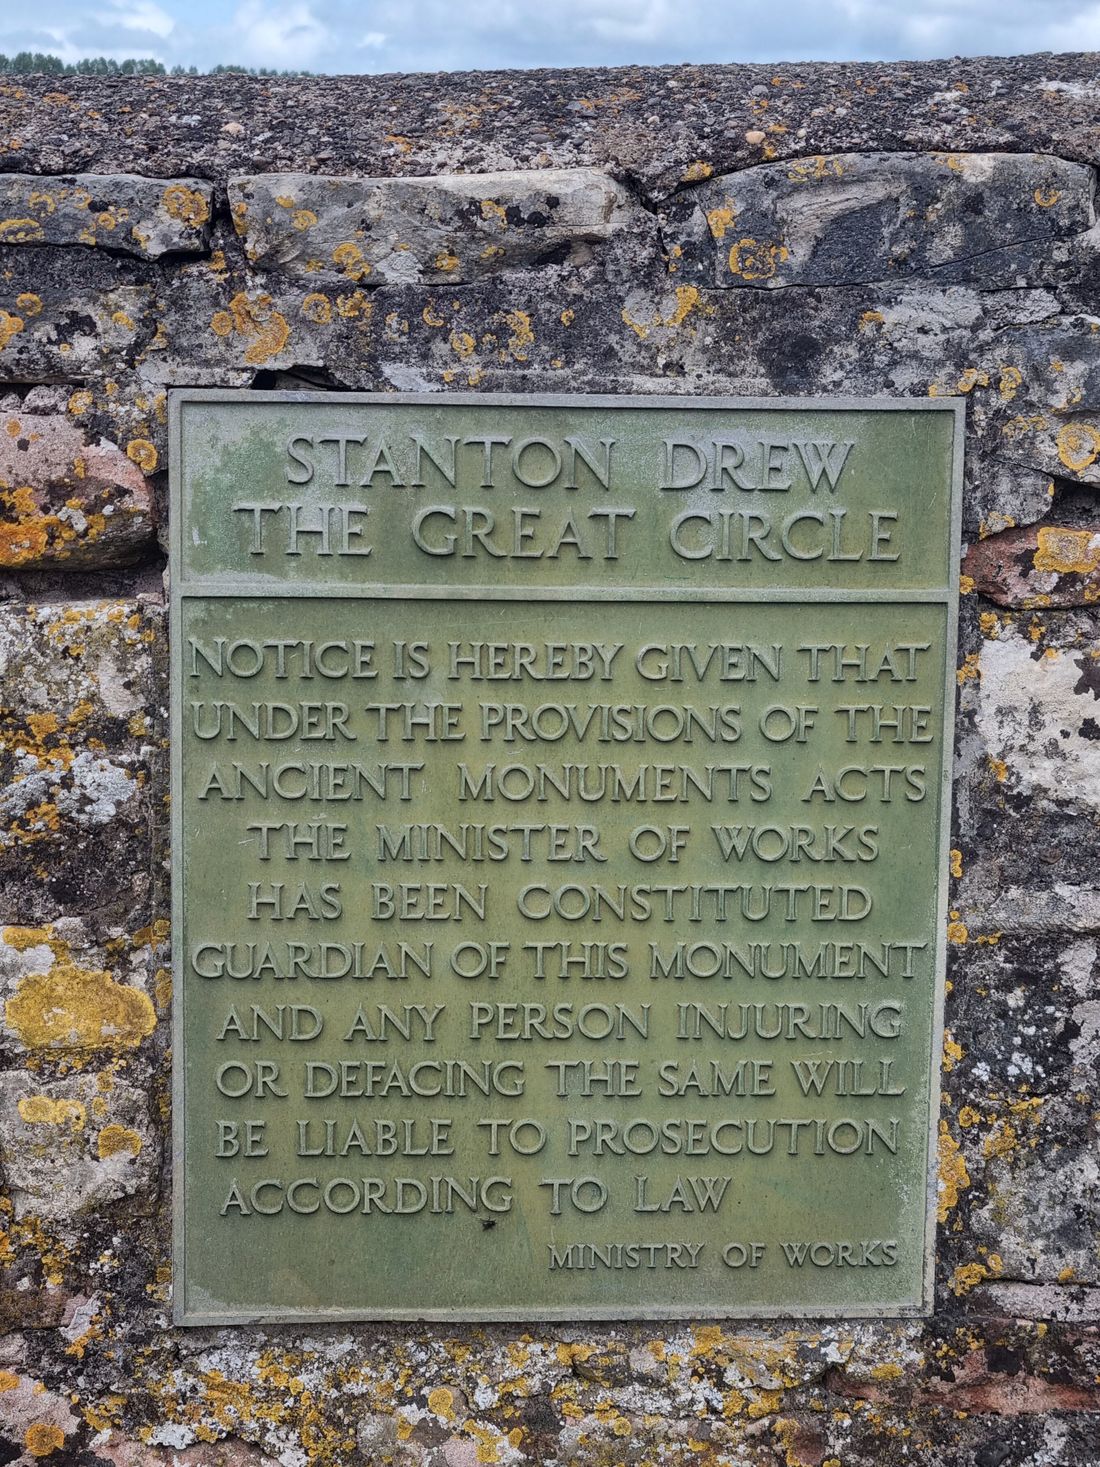 STANTON DREW
THE GREAT CIRCLE
NOTICE IS HEREBY GIVEN THAT
UNDER THE PROVISIONS OF THE
ANCIENT MONUMENTS ACTS
THE MINISTER OF WORKS
HAS BEEN CONSTITUTED
GUARDIAN OF THIS MONUMENT
AND ANY PERSON INJURING
OR DEFACING THE SAME WILL
BE LIABLE TO PROSECUTION
ACCORDING TO LAW
MINISTRY OF WORKS